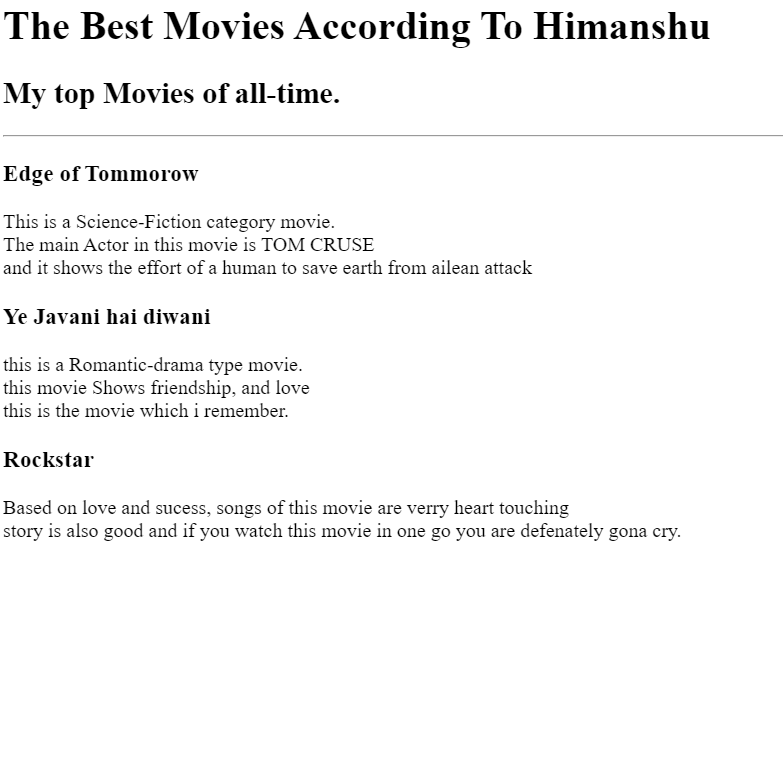 The Best Movies According To Himanshu
My top Movies of all-time.
Edge of Tommorow
This is a Science-Fiction category movie.
The main Actor in this movie is TOM CRUSE
and it shows the effort of a human to save earth from ailean attack
Ye Javani hai diwani
this is a Romantic-drama type movie.
this movie Shows friendship, and love
this is the movie which i remember.
Rockstar
Based on love and sucess, songs of this movie are verry heart touching
story is also good and if you watch this movie in one go you are defenately gona cry.